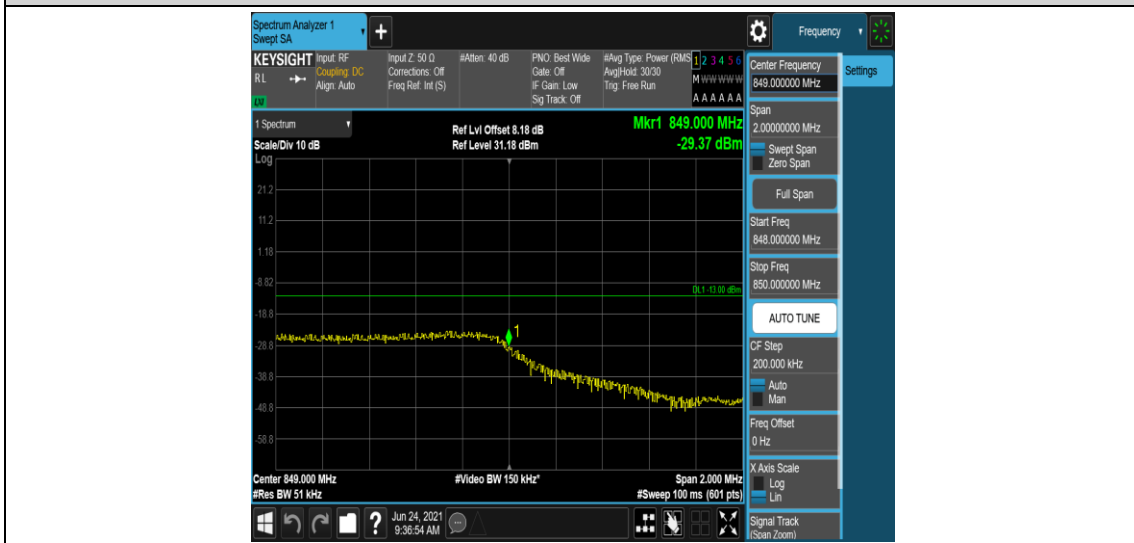 Spectrum Analyzer 1
Swept SA
+
Frequency
KEYSIGHT
RL
LXI
Input: RF
Coupling: DC
Align: Auto
Input Z: 50 Ω
Corrections: Off
Freq Ref: Int (S)
#Atten: 40 dB
PNO: Best Wide
Gate: Off
IF Gain: Low
Sig Track: Off
#Avg Type: Power (RMS
Avg|Hold: 30/30
Trig: Free Run
1 2 3 4 5 6
M W W W W W
A A A A A A
1 Spectrum
Scale/Div 10 dB
Log
Ref Lvl Offset 8.18 dB
Ref Level 31.18 dBm
Mkr1 849.000 MHz
-29.37 dBm
21.2
11.2
1.18
-8.82
DL1 -13.00 dBm
-18.8
1
-28.8
-38.8
-48.8
-58.8
Center 849.000 MHz
#Video BW 150 kHz*
Span 2.000 MHz
#Res BW 51 kHz
#Sweep 100 ms (601 pts)
?
Jun 24, 2021
9:36:54 AM
Center Frequency
849.000000 MHz
Settings
Span
2.00000000 MHz
Swept Span
Zero Span
Full Span
Start Freq
848.000000 MHz
Stop Freq
850.000000 MHz
AUTO TUNE
CF Step
200.000 kHz
Auto
Man
Freq Offset
0 Hz
X Axis Scale
Log
Lin
Signal Track
(Span Zoom)